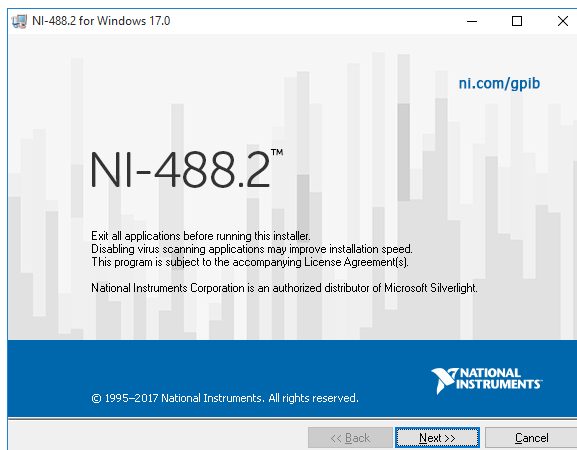 NI-488.2 for Windows 17.0
ni.com/gpib
NI-488.2™
Exit all applications before running this installer.
Disabling virus scanning applications may improve installation speed.
This program is subject to the accompanying License Agreement(s).
National Instruments Corporation is an authorized distributor of Microsoft Silverlight.
NATIONAL
INSTRUMENTS™
© 1995–2017 National Instruments. All rights reserved.
<< Back
Next >>
Cancel